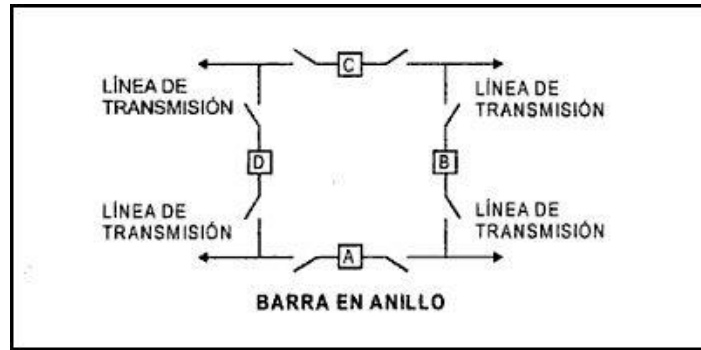 C
LÍNEA DE
TRANSMISIÓN
LÍNEA DE
TRANSMISIÓN
D
B
LÍNEA DE
TRANSMISIÓN
LÍNEA DE
TRANSMISIÓN
A
BARRA EN ANILLO